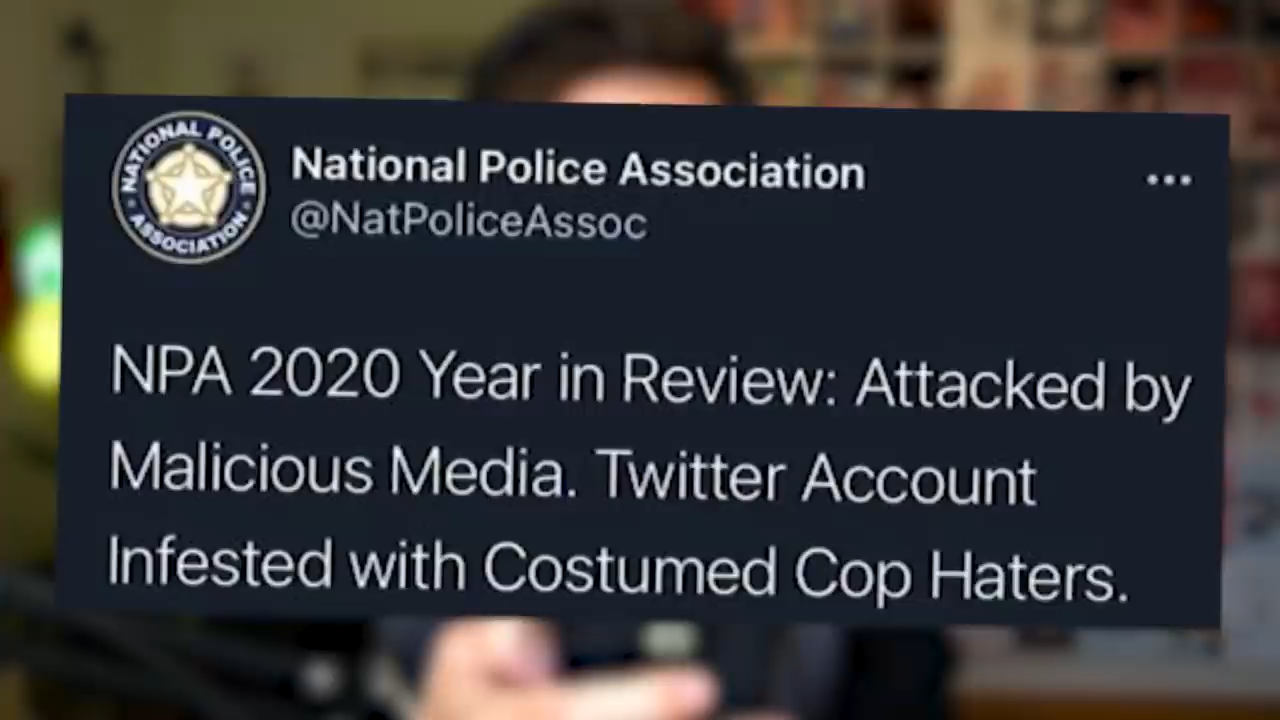 NATIONAL POLICE
ASSOCIATION
National Police Association
@NatPoliceAssoc
NPA 2020 Year in Review: Attacked by
Malicious Media. Twitter Account
Infested with Costumed Cop Haters.